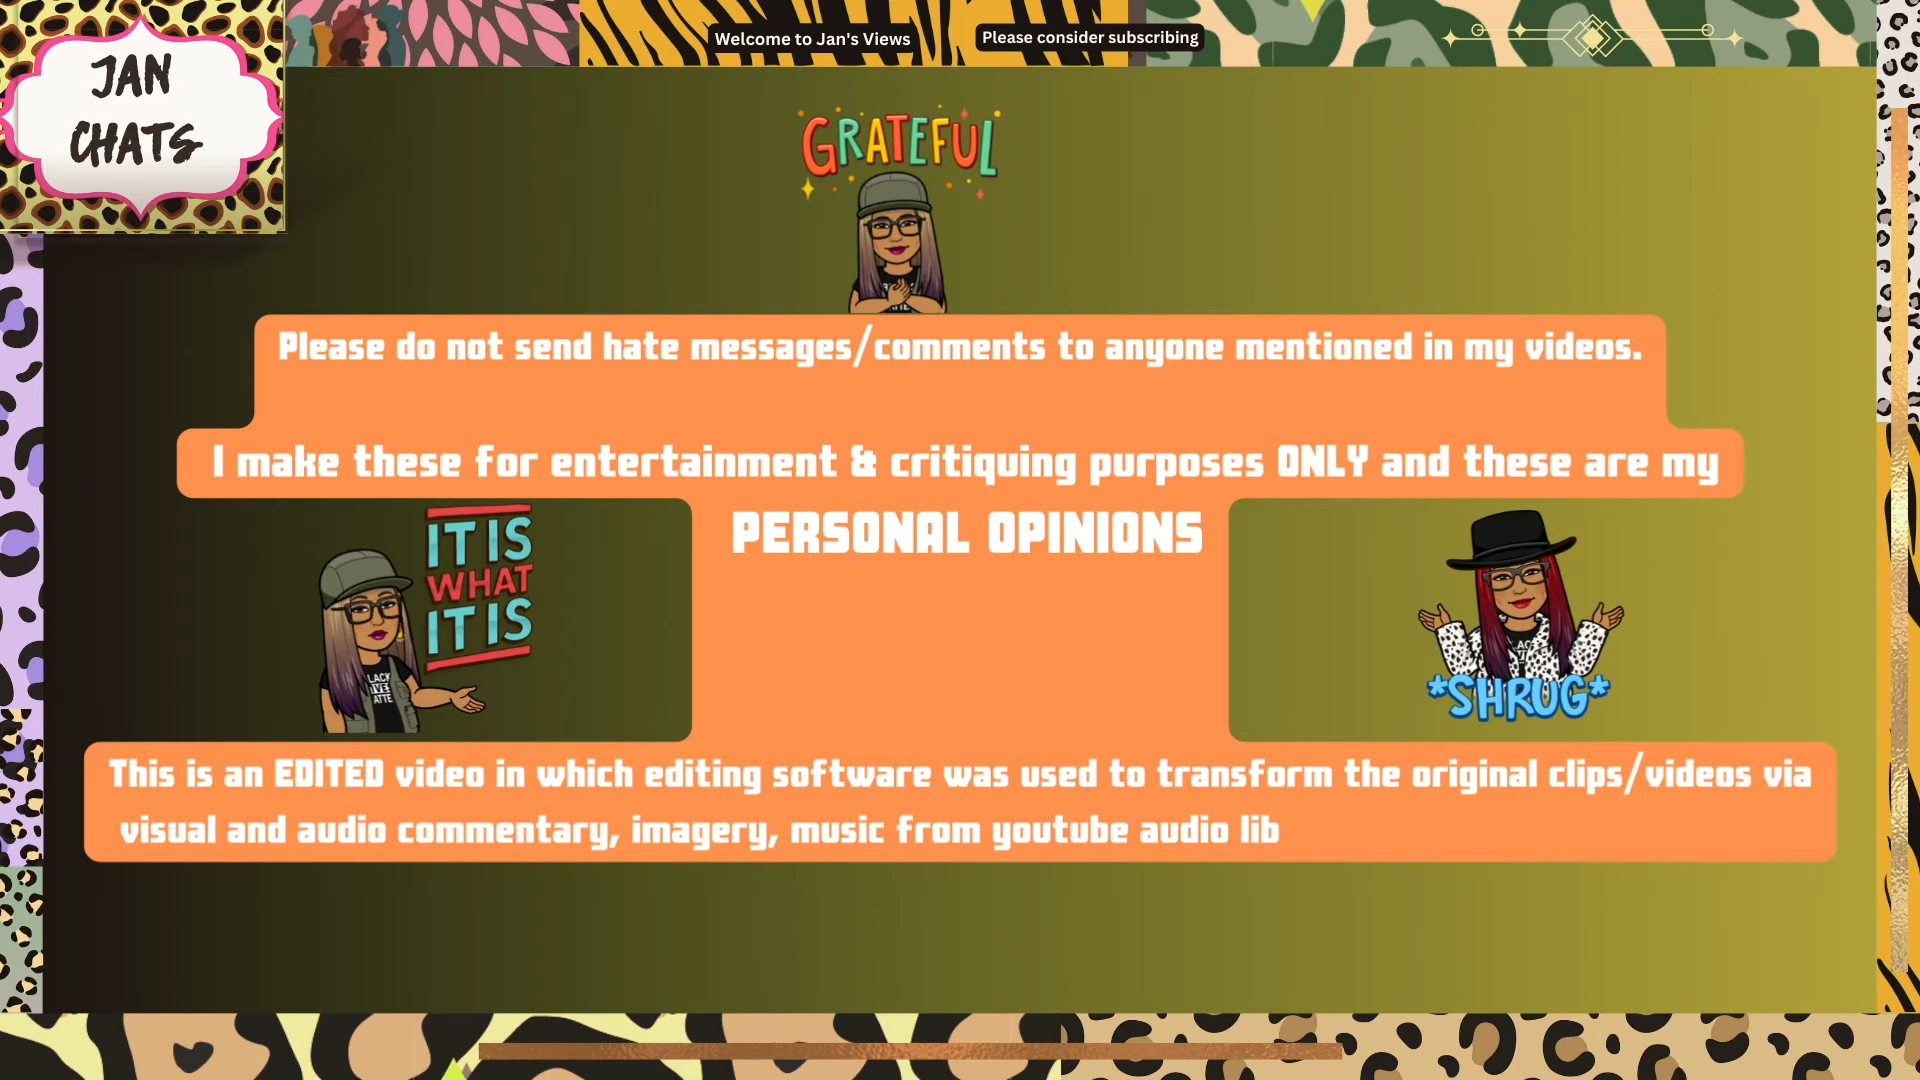 JAN
CHATS
Welcome to Jan's Views
Please consider subscribing
GRATEFUL
Please do not send hate messages/comments to anyone mentioned in my videos.
I make these for entertainment & critiquing purposes ONLY and these are my
PERSONAL OPINIONS
IT IS
WHAT
IT IS
*SHRUG*
This is an EDITED video in which editing software was used to transform the original clips/videos via
visual and audio commentary, imagery, music from youtube audio lib